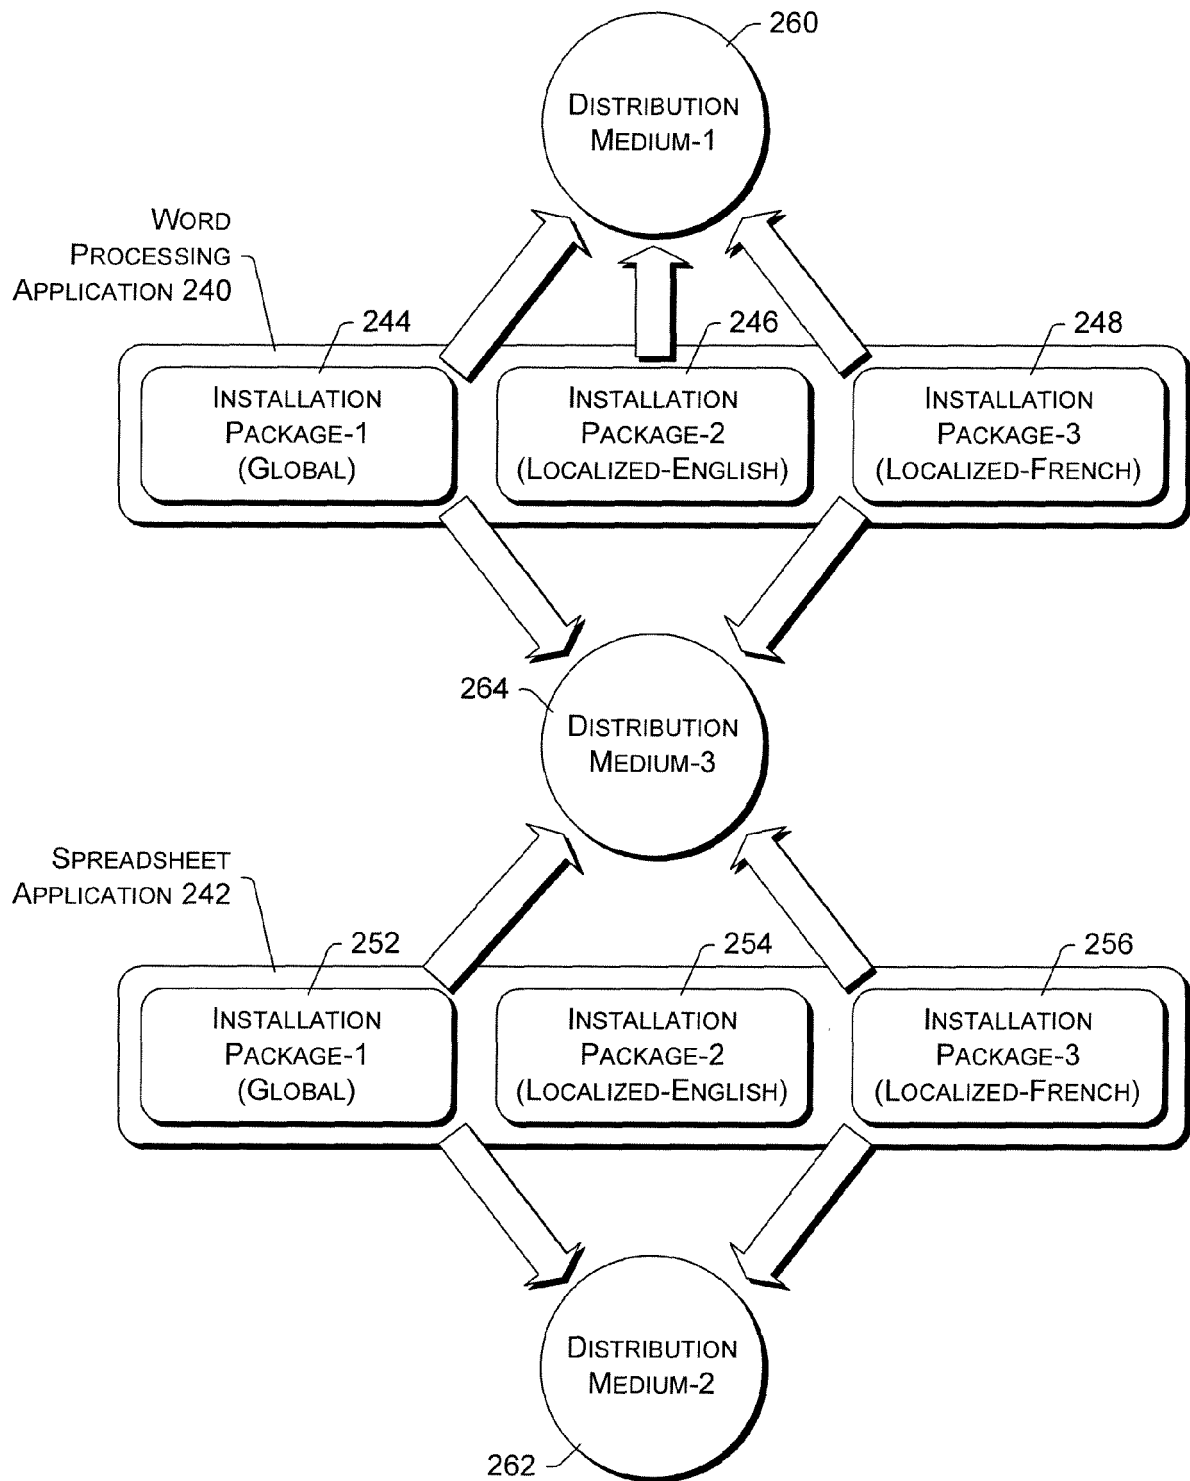 260
DISTRIBUTION
MEDIUM-1
WORD
PROCESSING
APPLICATION 240
244
246
248
INSTALLATION
PACKAGE-1
(GLOBAL)
INSTALLATION
PACKAGE-2
(LOCALIZED-ENGLISH)
INSTALLATION
PACKAGE-3
(LOCALIZED-FRENCH)
264
DISTRIBUTION
MEDIUM-3
SPREADSHEET
APPLICATION 242
252
254
256
INSTALLATION
PACKAGE-1
(GLOBAL)
INSTALLATION
PACKAGE-2
(LOCALIZED-ENGLISH)
INSTALLATION
PACKAGE-3
(LOCALIZED-FRENCH)
DISTRIBUTION
MEDIUM-2
262